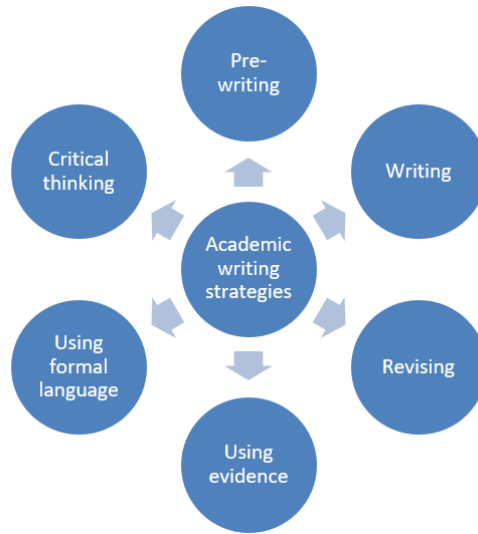 Pre-
writing
Writing
Revising
Using
evidence
Using
formal
language
Critical
thinking
Academic
writing
strategies